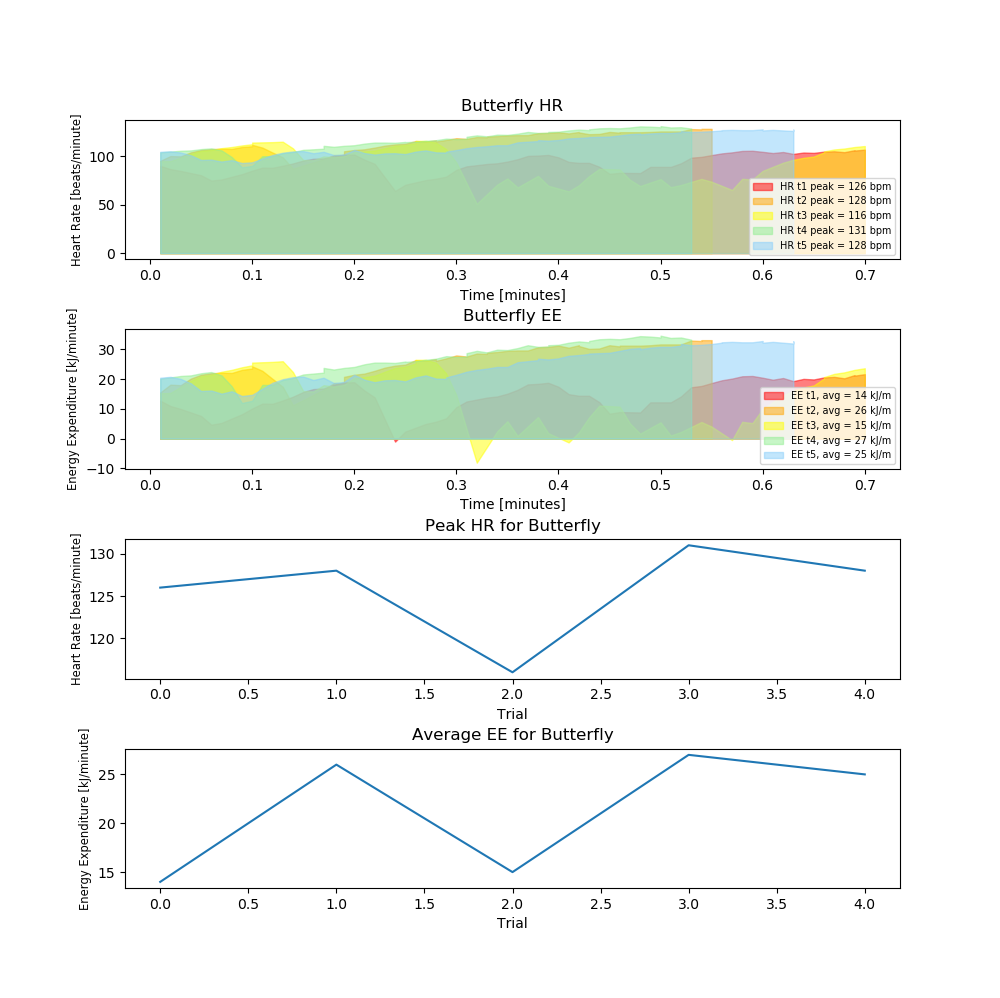 Butterfly HR
Heart Rate [beats/minute]
100
50
0
HR t1 peak = 126 bpm
HR t2 peak = 128 bpm
HR t3 peak = 116 bpm
HR t4 peak = 131 bpm
HR t5 peak = 128 bpm
0.0 0.1 0.2 0.3 0.4 0.5 0.6 0.7
Time [minutes]
Butterfly EE
Energy Expenditure [kJ/minute]
30
20
10
0
−10
EE t1, avg = 14 kJ/m
EE t2, avg = 26 kJ/m
EE t3, avg = 15 kJ/m
EE t4, avg = 27 kJ/m
EE t5, avg = 25 kJ/m
0.0 0.1 0.2 0.3 0.4 0.5 0.6 0.7
Time [minutes]
Peak HR for Butterfly
Heart Rate [beats/minute]
130
125
120
0.0 0.5 1.0 1.5 2.0 2.5 3.0 3.5 4.0
Trial
Average EE for Butterfly
Energy Expenditure [kJ/minute]
25
20
15
0.0 0.5 1.0 1.5 2.0 2.5 3.0 3.5 4.0
Trial